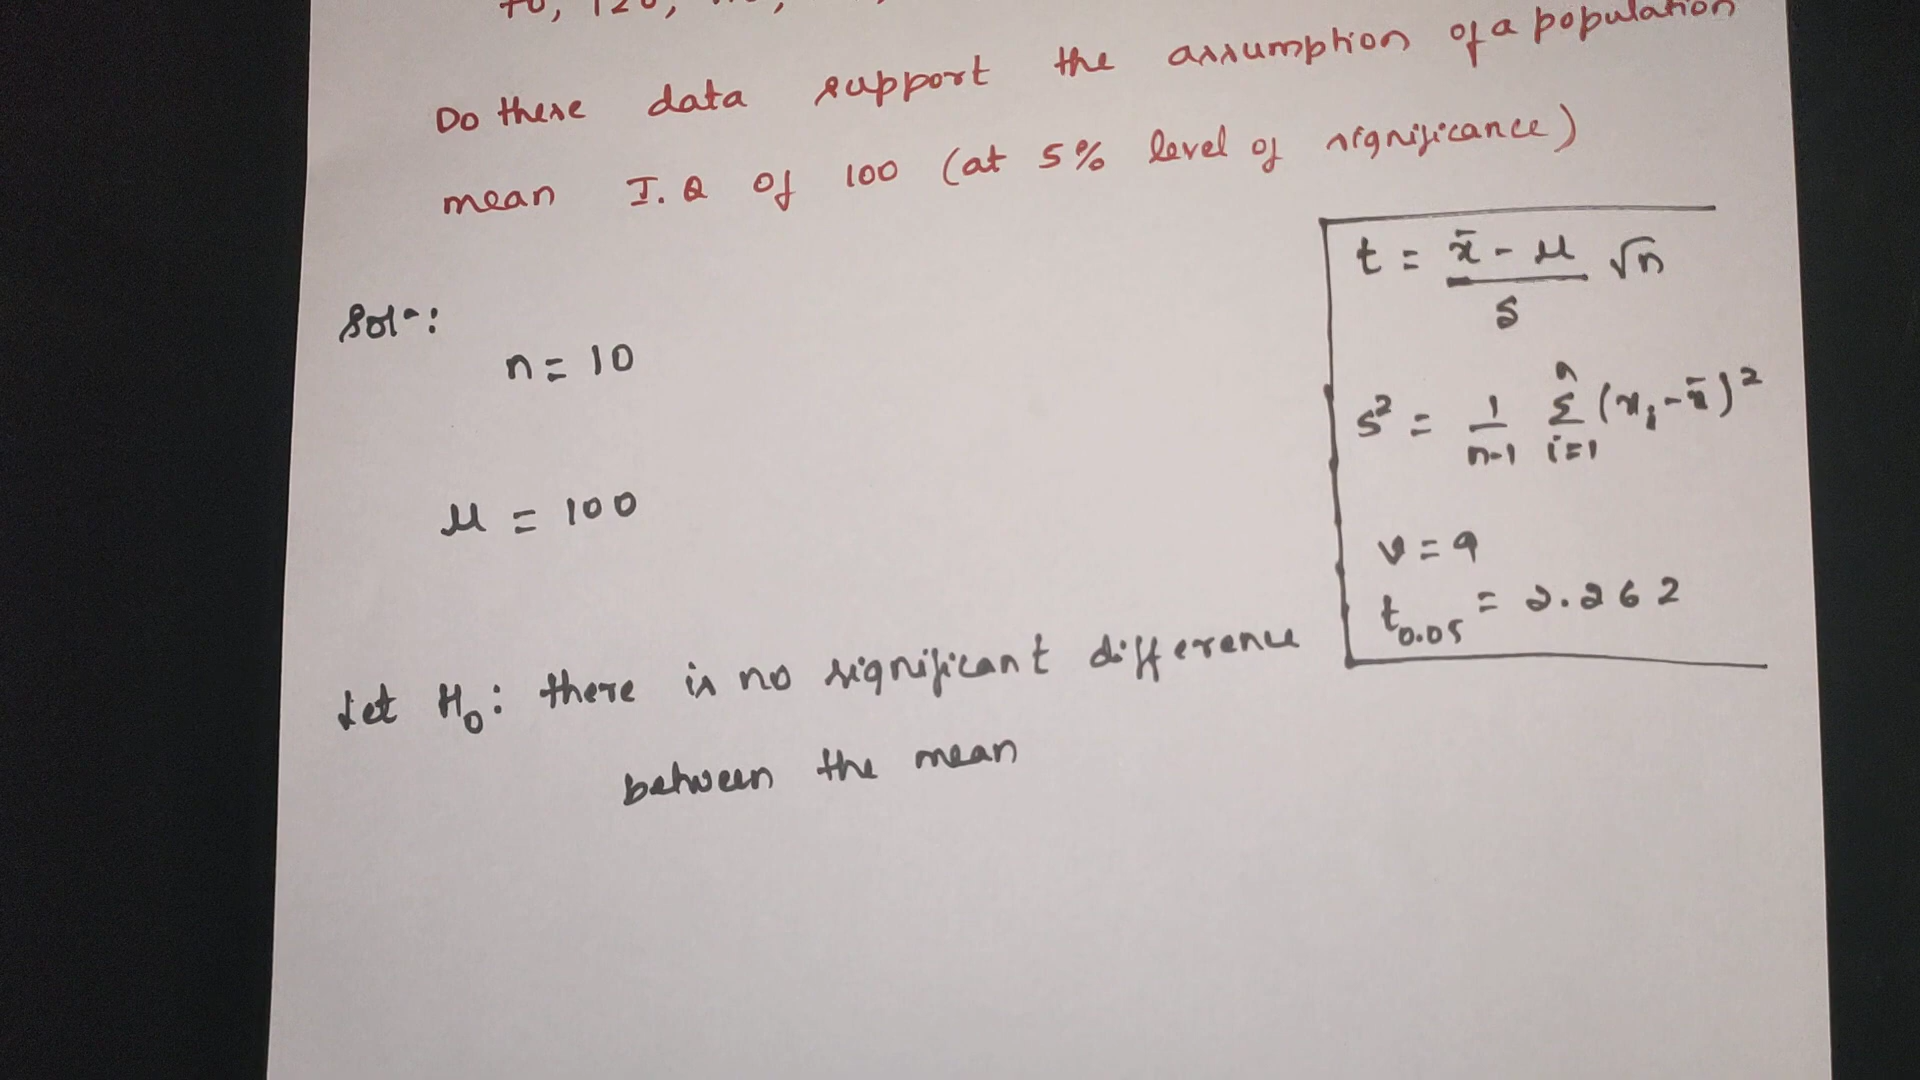 70, 120,
Do these data support the assumption of a population
mean I.Q of 100 (at 5% level of significance)
t = x̄ - μ / s √n
Solⁿ:
n = 10
s² = 1/n-1 Σ i=1 n (xᵢ - x̄)²
μ = 100
ν = 9
t0.05 = 2.262
Let H₀: there is no significant difference
between the mean